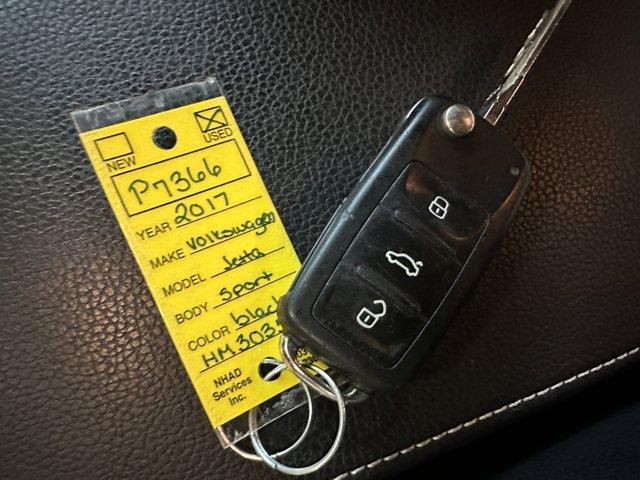 NEW USED
P7366
YEAR 2017
MAKE Volkswagen
MODEL Jetta
BODY Sport
COLOR black
NHAD
Services
Inc.